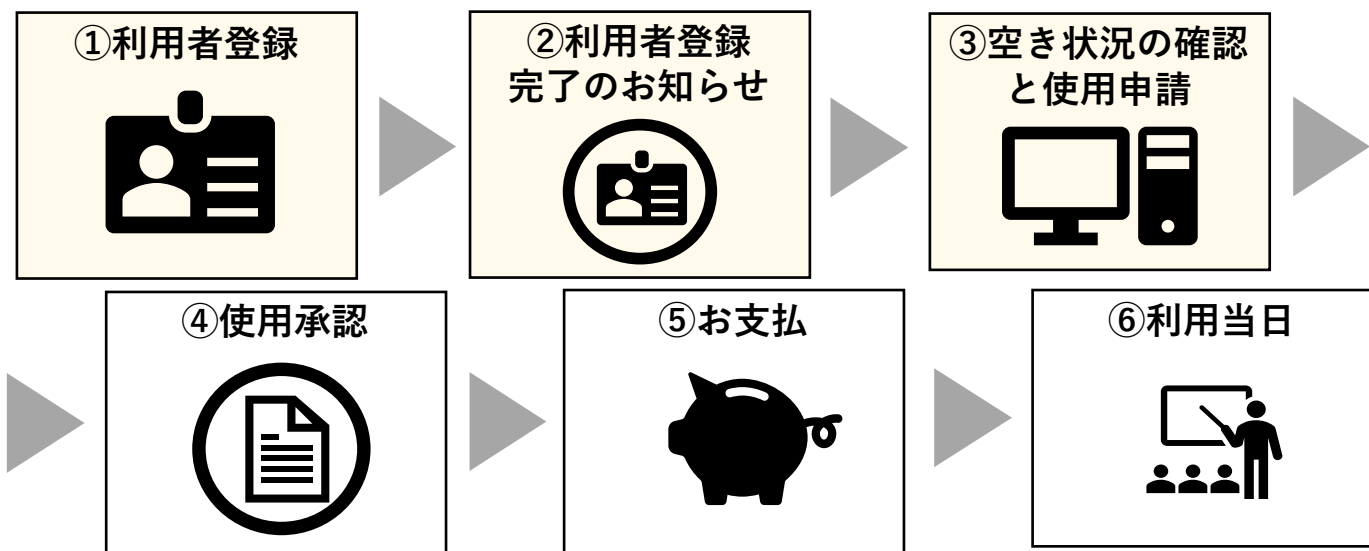 ①利用者登録
②利用者登録
完了のお知らせ
③空き状況の確認
と使用申請
④使用承認
⑤お支払
⑥利用当日